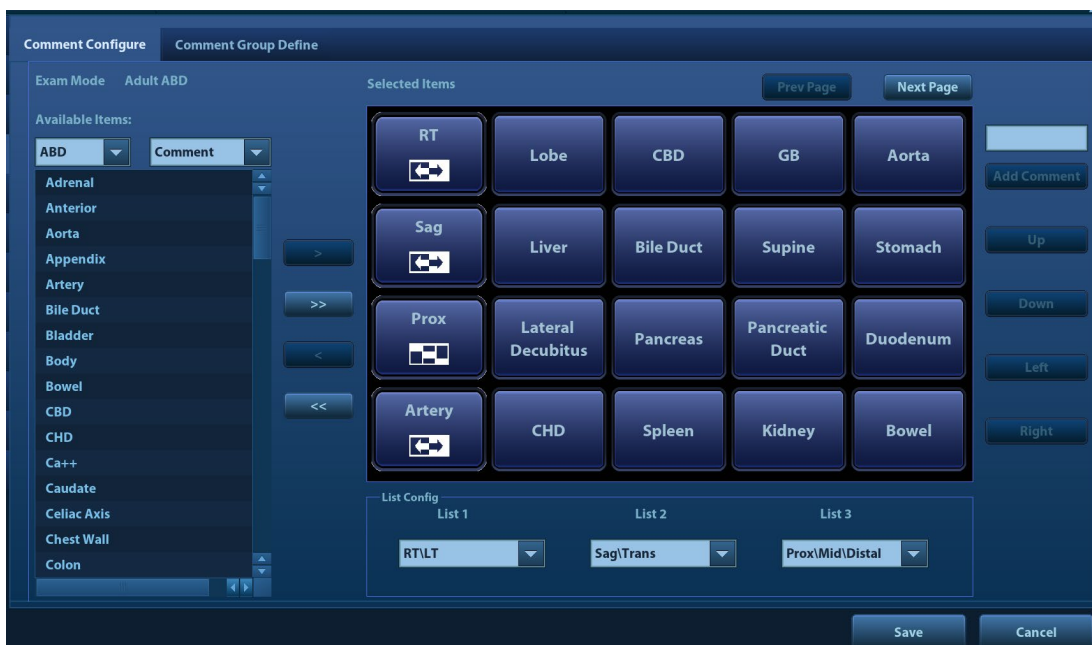 Comment Configure Comment Group Define
Exam Mode Adult ABD
Selected Items
Prev Page Next Page
Available Items:
ABD Comment
Adrenal
Anterior
Aorta
Appendix
Artery
Bile Duct
Bladder
Body
Bowel
CBD
CHD
Ca++
Caudate
Celiac Axis
Chest Wall
Colon
>
>>
<
<<
RT Lobe CBD GB Aorta
Sag Liver Bile Duct Supine Stomach
Prox Lateral Decubitus Pancreas Pancreatic Duct Duodenum
Artery CHD Spleen Kidney Bowel
Add Comment
Up
Down
Left
Right
List Config
List 1 List 2 List 3
RT\LT Sag\Trans Prox\Mid\Distal
Save Cancel